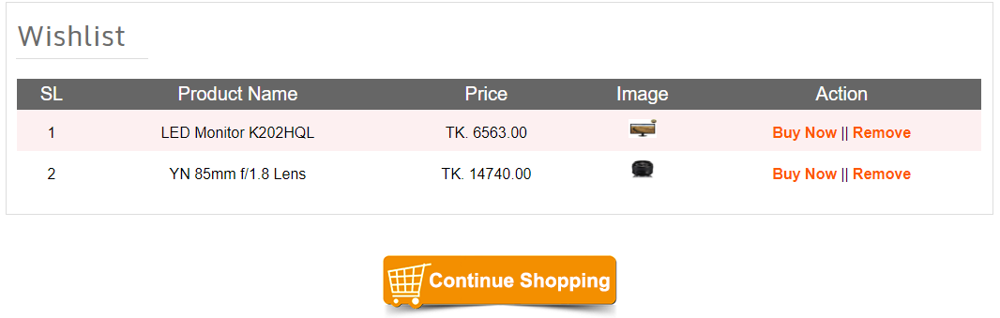 Wishlist
SL Product Name Price Image Action
1 LED Monitor K202HQL TK. 6563.00 Buy Now || Remove
2 YN 85mm f/1.8 Lens TK. 14740.00 Buy Now || Remove
Continue Shopping